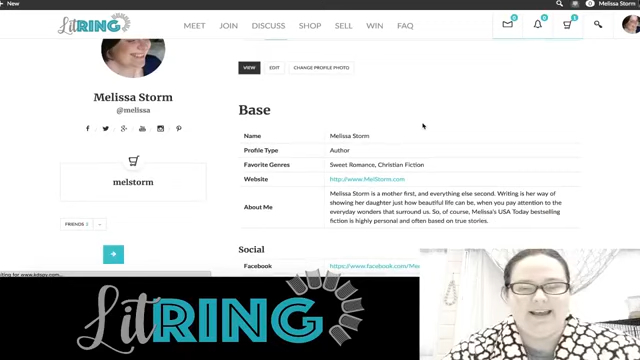 + New
Melissa Storm
LitRING
MEET JOIN DISCUSS SHOP SELL WIN FAQ
0 0 1
VIEW EDIT CHANGE PROFILE PHOTO
Melissa Storm
@melissa
melstorm
FRIENDS
Base
Name Melissa Storm
Profile Type Author
Favorite Genres Sweet Romance, Christian Fiction
Website http://www.MelStorm.com
About Me Melissa Storm is a mother first, and everything else second. Writing is her way of
showing her daughter just how beautiful life can be, when you pay attention to the
everyday wonders that surround us. So, of course, Melissa's USA Today bestselling
fiction is highly personal and often based on true stories.
Social
Facebook https://www.facebook.com/Me
LitRING